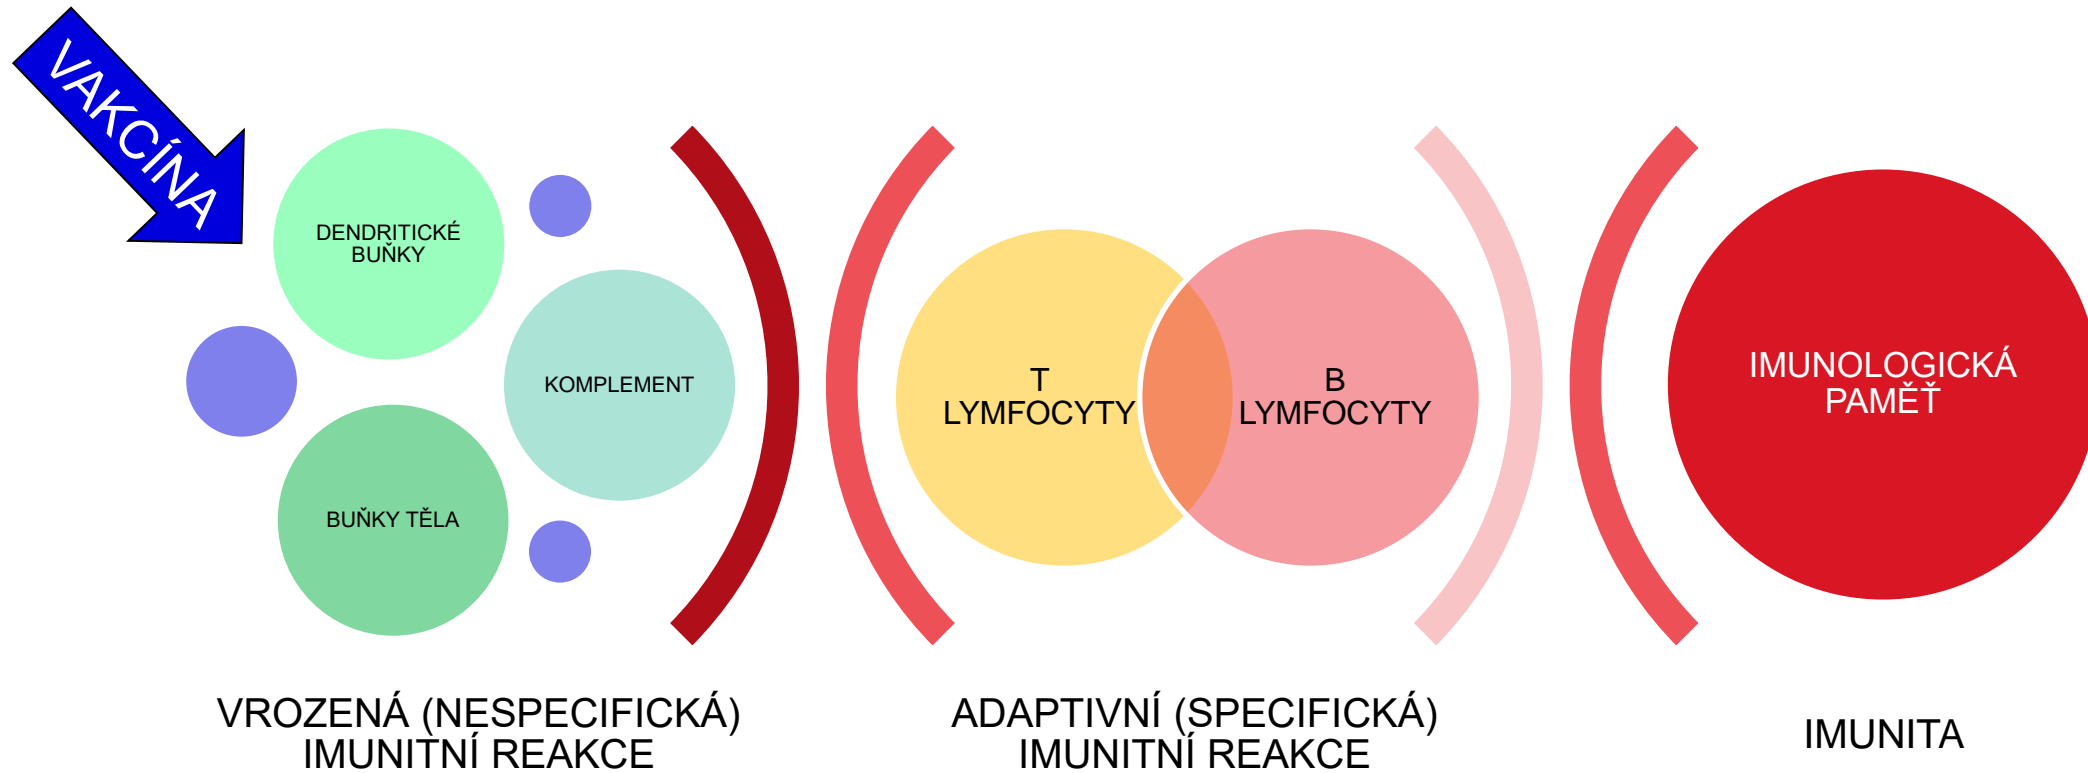 VAKCÍNA
DENDRITICKÉ
BUŇKY
KOMPLEMENT
BUŇKY TĚLA
VROZENÁ (NESPECIFICKÁ)
IMUNITNÍ REAKCE
T
LYMFOCYTY
B
LYMFOCYTY
ADAPTIVNÍ (SPECIFICKÁ)
IMUNITNÍ REAKCE
IMUNOLOGICKÁ
PAMĚŤ
IMUNITA